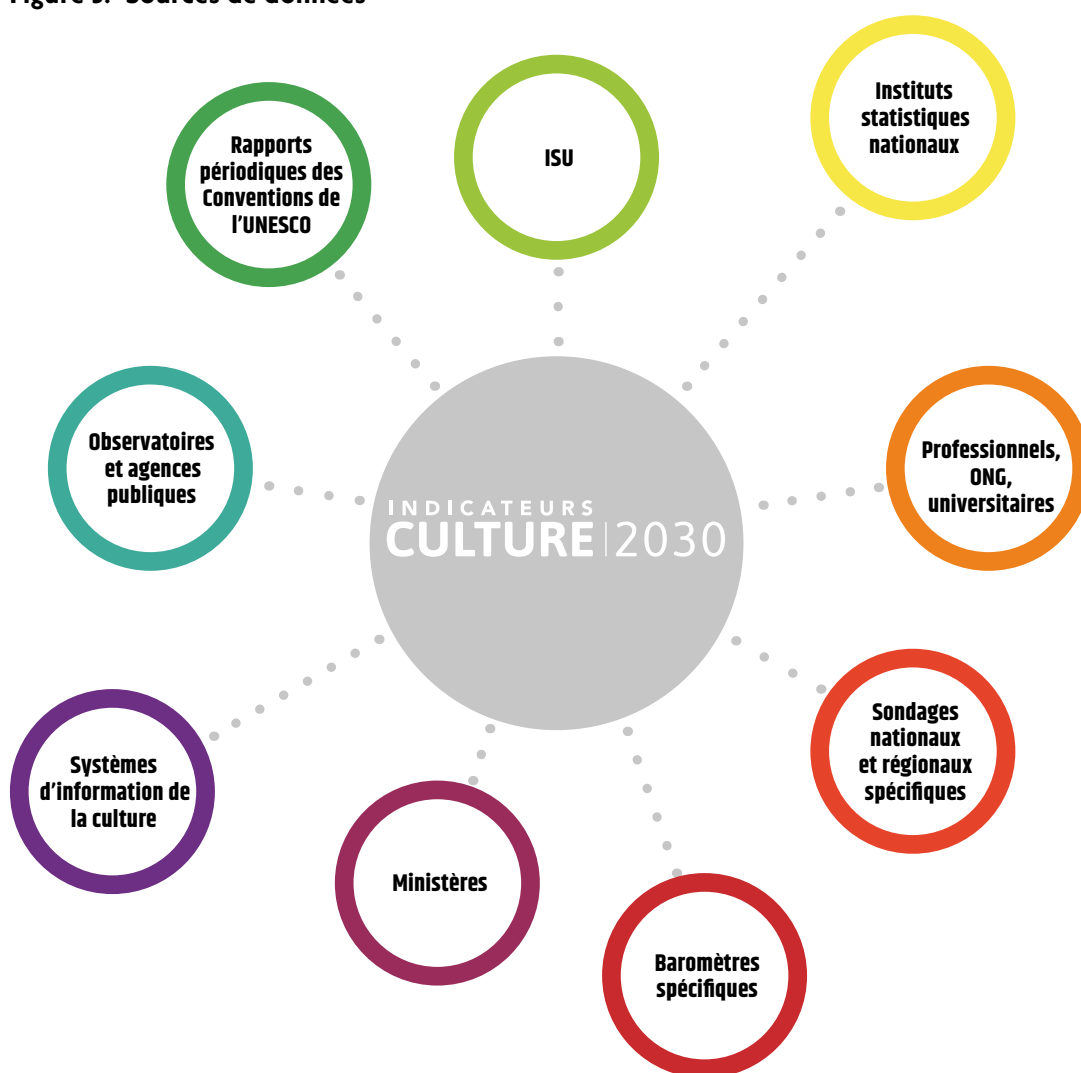 Figure 3. Sources de données
Rapports
périodiques des
Conventions de
l'UNESCO
ISU
Instituts
statistiques
nationaux
Observatoires
et agences
publiques
INDICATEURS
CULTURE|2030
Professionnels,
ONG,
universitaires
Systèmes
d'information de
la culture
Ministères
Baromètres
spécifiques
Sondages
nationaux
et régionaux
spécifiques